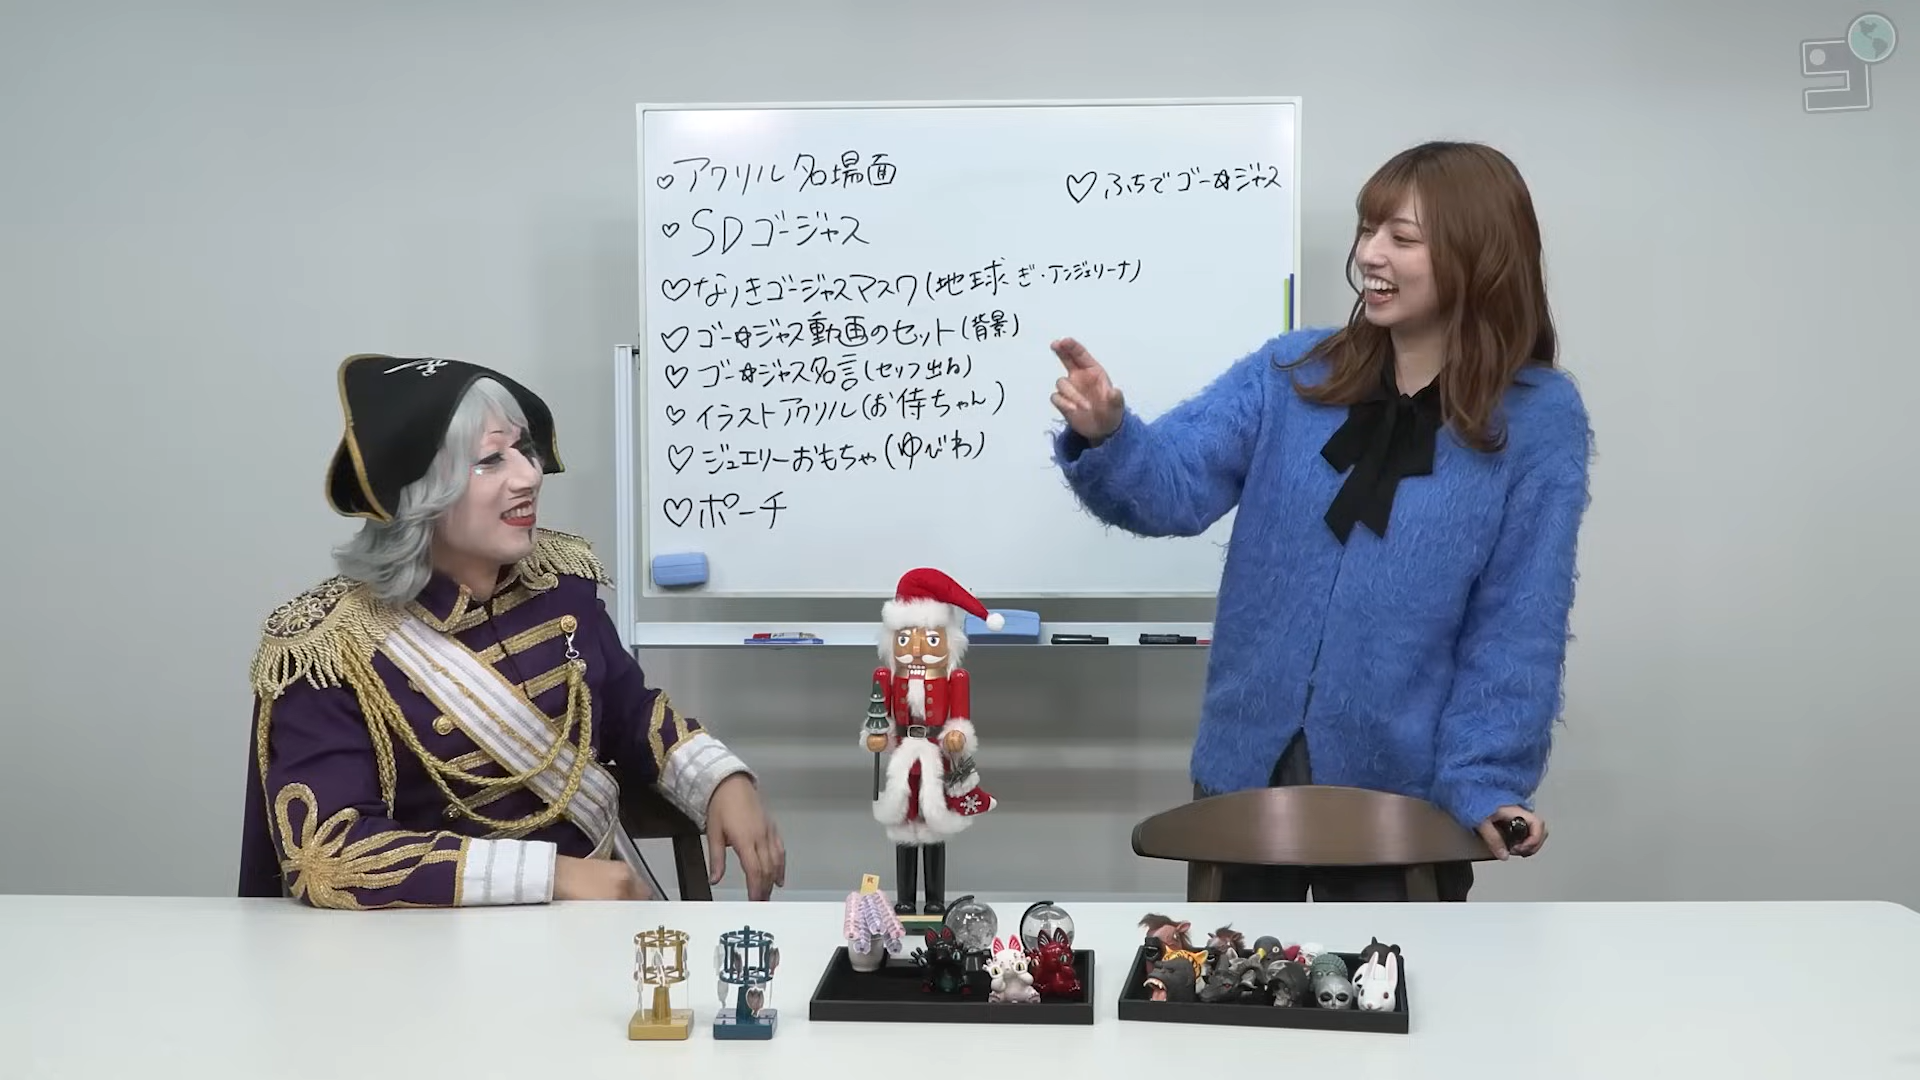 ♡アクリル名場面
♡SDゴージャス
♡なりきゴージャスマスク(地球ぎ・アンジェリーナ)
♡ゴー☆ジャス動画のセット(背景)
♡ゴー☆ジャス名言(セリフ出る)
♡イラストアクリル(お侍ちゃん)
♡ジュエリーおもちゃ(ゆびわ)
♡ポーチ
♡ふちでゴー☆ジャス